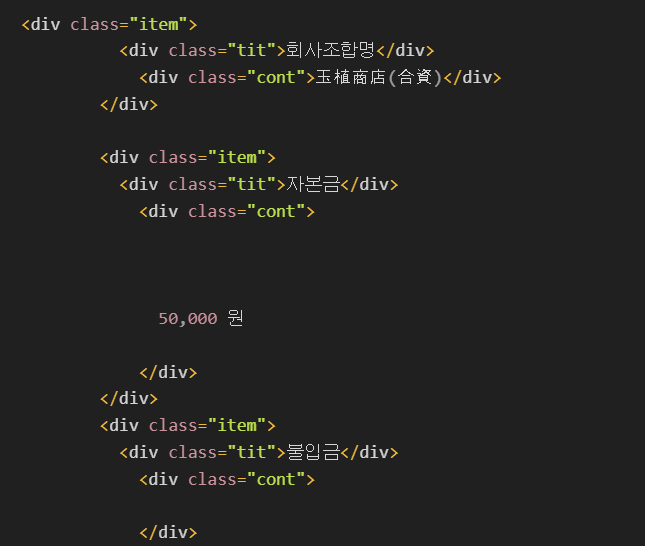 <div class="item">
<div class="tit">회사조합명</div>
<div class="cont">玉植商店(合資)</div>
</div>
<div class="item">
<div class="tit">자본금</div>
<div class="cont">
50,000 원
</div>
</div>
<div class="item">
<div class="tit">불입금</div>
<div class="cont">
</div>